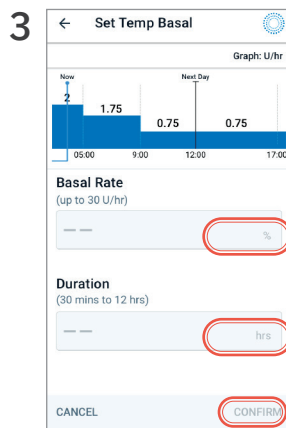 3
← Set Temp Basal
Graph: U/hr
Now Next Day
2 1.75 0.75 0.75
05:00 9:00 12:00 17:00
Basal Rate
(up to 30 U/hr)
-- %
Duration
(30 mins to 12 hrs)
-- hrs
CANCEL CONFIRM